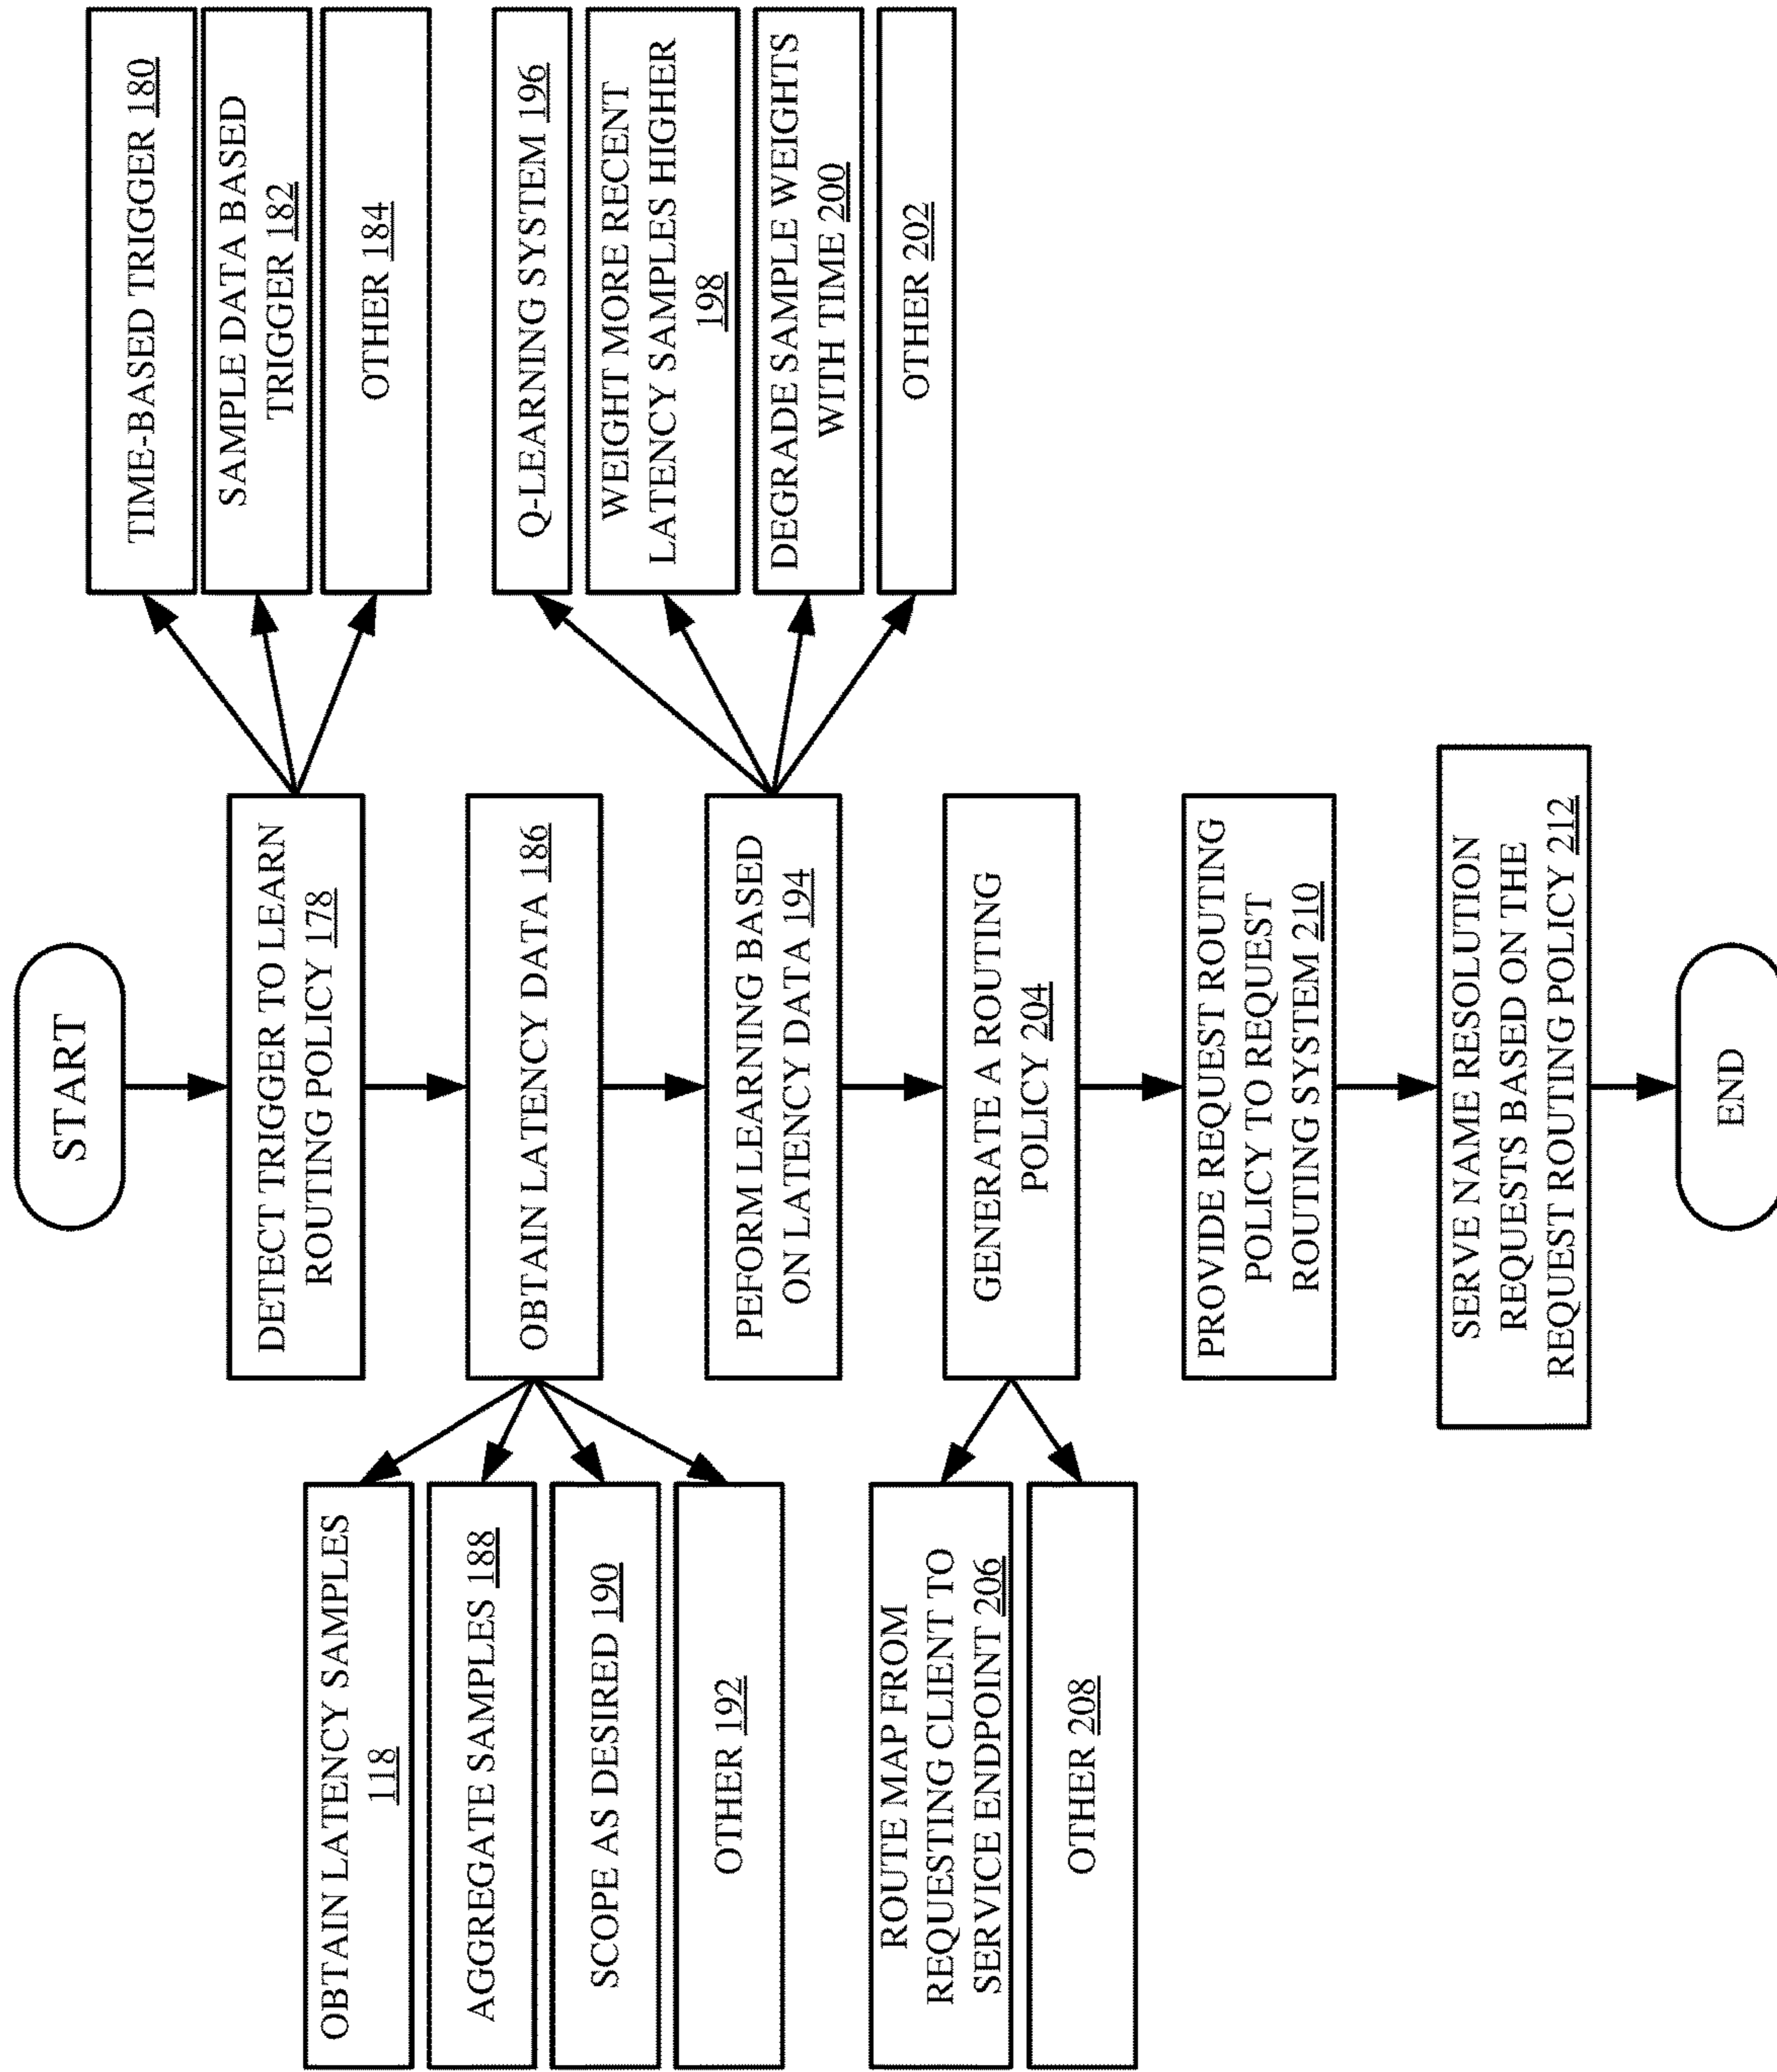 START
DETECT TRIGGER TO LEARN
ROUTING POLICY 178
TIME-BASED TRIGGER 180
SAMPLE DATA BASED
TRIGGER 182
OTHER 184
OBTAIN LATENCY DATA 186
OBTAIN LATENCY SAMPLES
118
AGGREGATE SAMPLES 188
SCOPE AS DESIRED 190
OTHER 192
PEFORM LEARNING BASED
ON LATENCY DATA 194
Q-LEARNING SYSTEM 196
WEIGHT MORE RECENT
LATENCY SAMPLES HIGHER
198
DEGRADE SAMPLE WEIGHTS
WITH TIME 200
OTHER 202
GENERATE A ROUTING
POLICY 204
ROUTE MAP FROM
REQUESTING CLIENT TO
SERVICE ENDPOINT 206
OTHER 208
PROVIDE REQUEST ROUTING
POLICY TO REQUEST
ROUTING SYSTEM 210
SERVE NAME RESOLUTION
REQUESTS BASED ON THE
REQUEST ROUTING POLICY 212
END